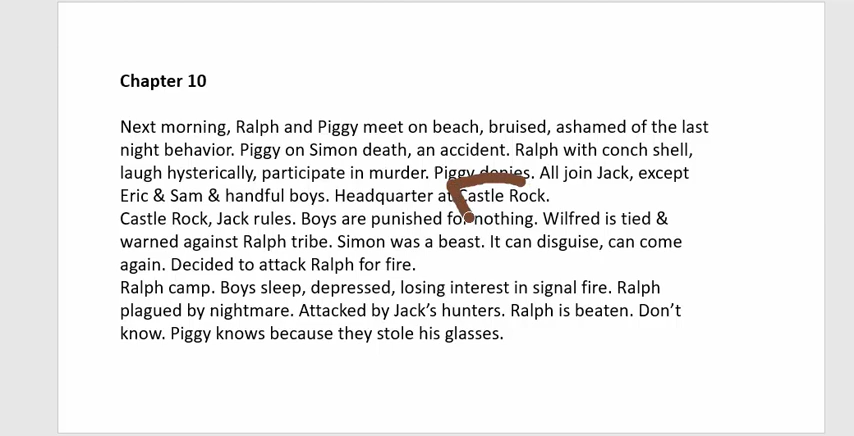 Chapter 10
Next morning, Ralph and Piggy meet on beach, bruised, ashamed of the last
night behavior. Piggy on Simon death, an accident. Ralph with conch shell,
laugh hysterically, participate in murder. Piggy denies. All join Jack, except
Eric & Sam & handful boys. Headquarter at Castle Rock.
Castle Rock, Jack rules. Boys are punished for nothing. Wilfred is tied &
warned against Ralph tribe. Simon was a beast. It can disguise, can come
again. Decided to attack Ralph for fire.
Ralph camp. Boys sleep, depressed, losing interest in signal fire. Ralph
plagued by nightmare. Attacked by Jack’s hunters. Ralph is beaten. Don’t
know. Piggy knows because they stole his glasses.